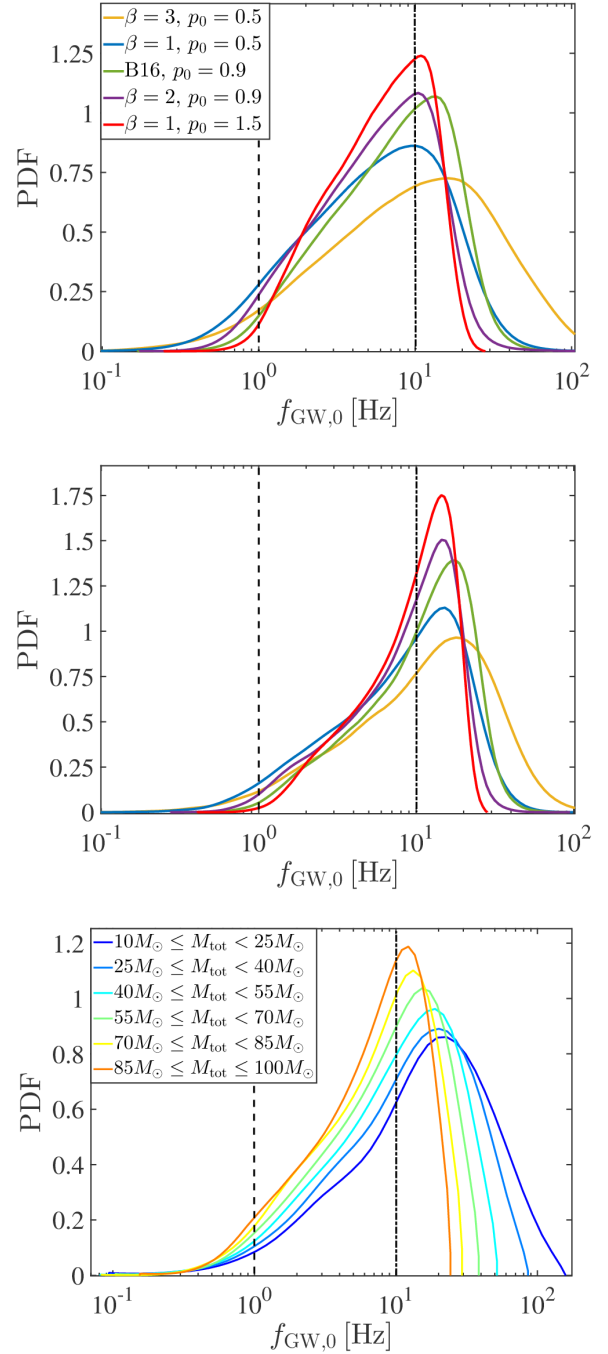 β = 3, p₀ = 0.5
β = 1, p₀ = 0.5
B16, p₀ = 0.9
β = 2, p₀ = 0.9
β = 1, p₀ = 1.5
1.25
1
0.75
0.5
0.25
0
PDF
10⁻¹ 10⁰ 10¹ 10²
f_GW,0 [Hz]
1.75
1.5
1.25
1
0.75
0.5
0.25
0
PDF
10⁻¹ 10⁰ 10¹ 10²
f_GW,0 [Hz]
10M⊙ ≤ M_tot < 25M⊙
25M⊙ ≤ M_tot < 40M⊙
40M⊙ ≤ M_tot < 55M⊙
55M⊙ ≤ M_tot < 70M⊙
70M⊙ ≤ M_tot < 85M⊙
85M⊙ ≤ M_tot ≤ 100M⊙
1.2
1
0.8
0.6
0.4
0.2
0
PDF
10⁻¹ 10⁰ 10¹ 10²
f_GW,0 [Hz]